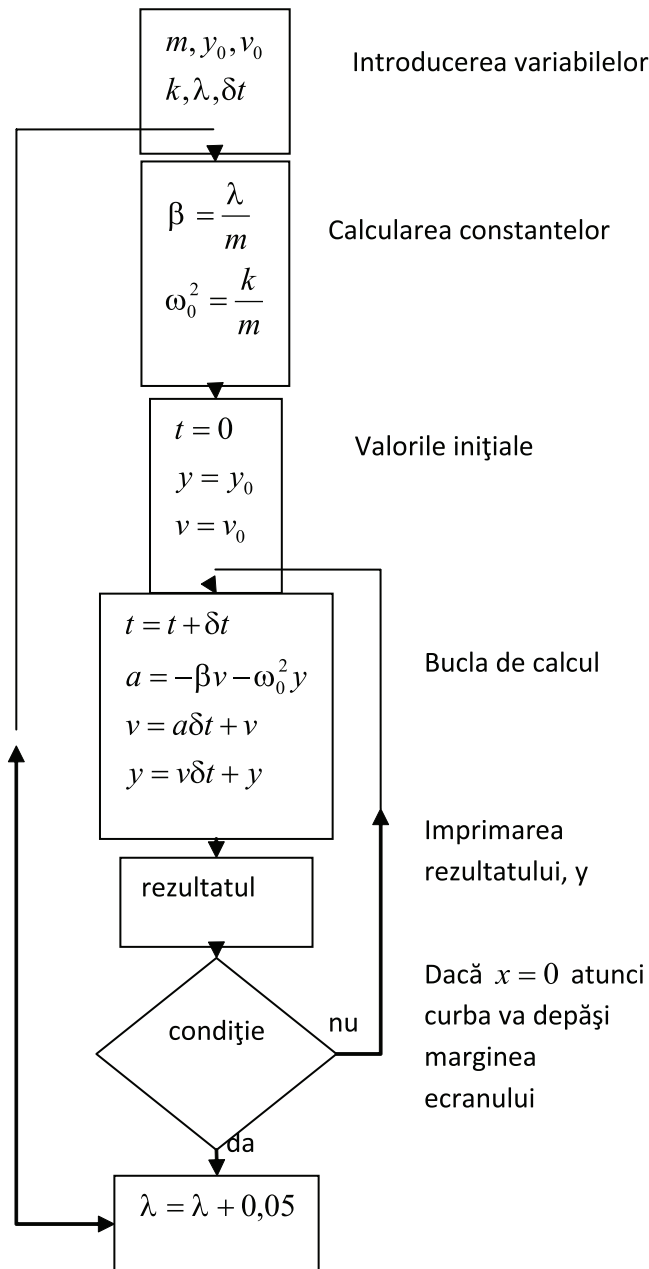 m, y₀, v₀
k, λ, δt
Introducerea variabilelor
β = λ/m
ω₀² = k/m
Calcularea constantelor
t = 0
y = y₀
v = v₀
Valorile iniţiale
t = t + δt
a = −βv − ω₀²y
v = aδt + v
y = vδt + y
Bucla de calcul
rezultatul
Imprimarea
rezultatului, y
condiţie
nu
da
Dacă x = 0 atunci
curba va depăşi
marginea
ecranului
λ = λ + 0,05